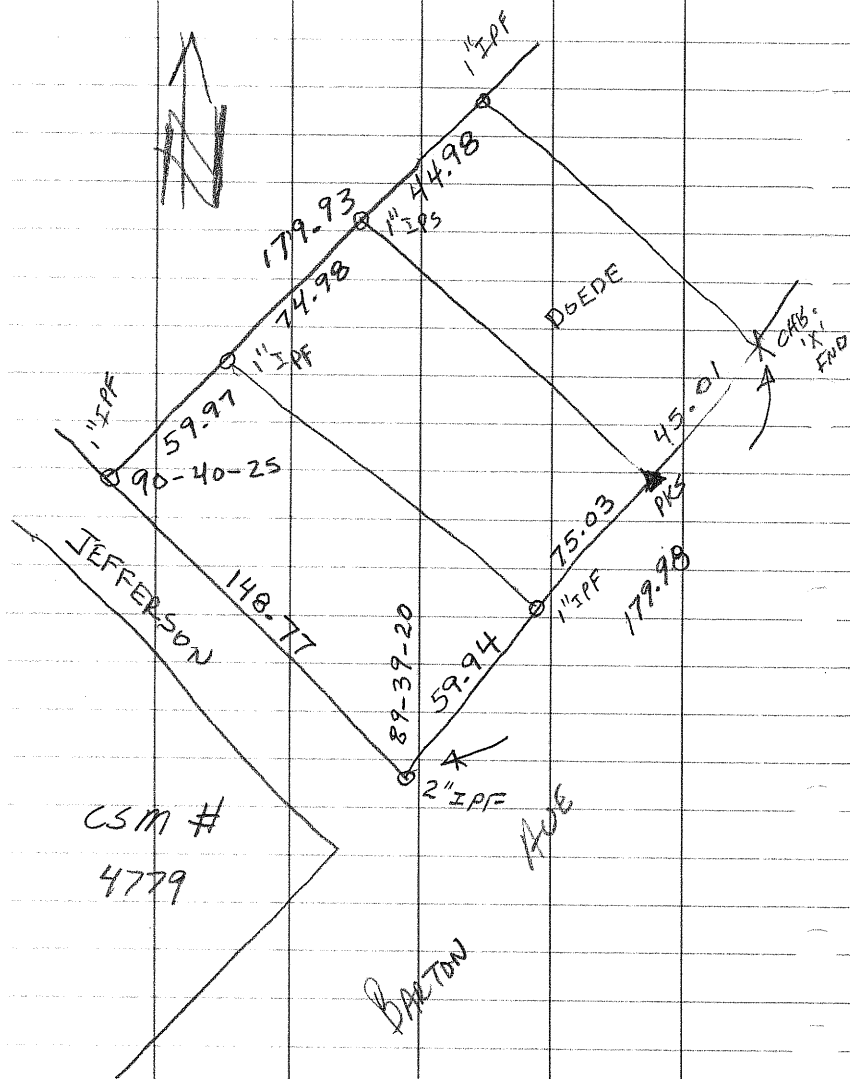 1" IPF
44.98
179.93
1" IPS
74.98
DOEDE
1" IPF
CHB.
'X'
FND
1" IPF
59.97
45.01
90-40-25
PKS
75.03
JEFFERSON
148.77
179.98
1" IPF
89-39-20
59.94
2" IPF
CSM #
4779
AVE
BARTON